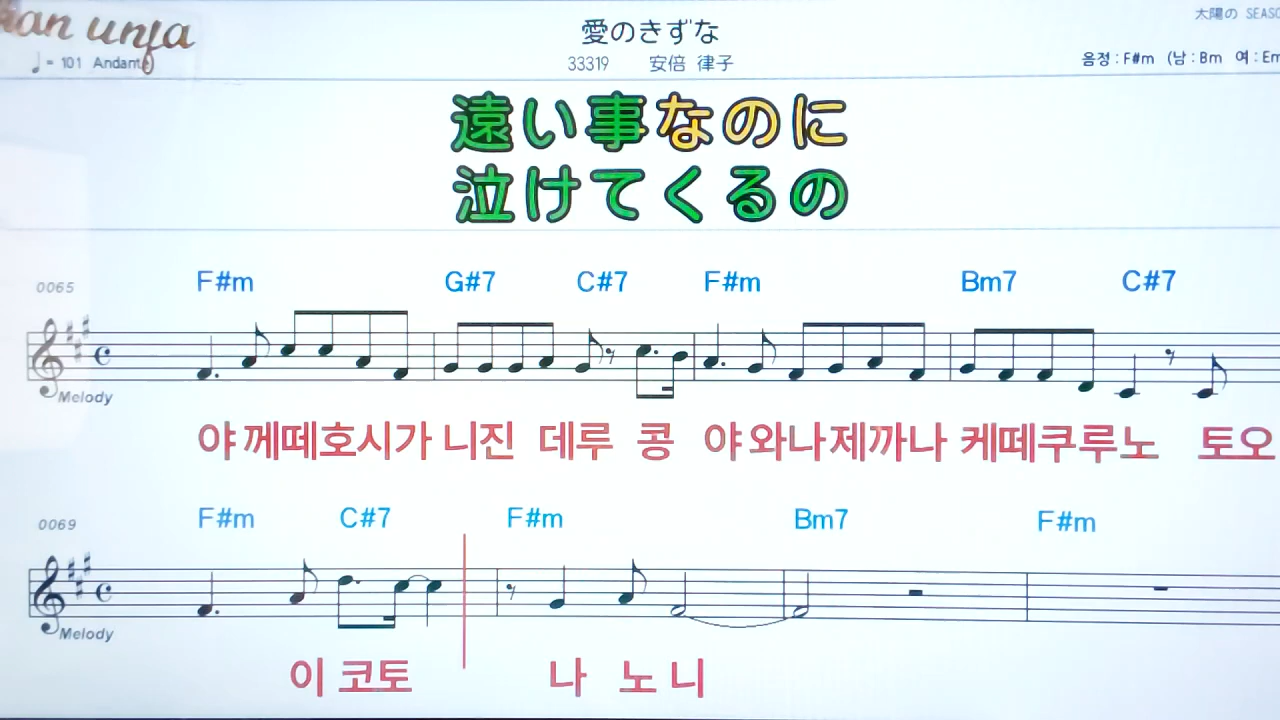 太陽の SEASO
愛のきずな
♩= 101 Andante
33319 安倍 律子
음정 : F#m (남 : Bm 여 : Em
遠い事なのに
泣けてくるの
0065 F#m G#7 C#7 F#m Bm7 C#7
Melody
야 께떼호시가 니진 데루 콩 야 와나제까나 케떼쿠루노 토오
0069 F#m C#7 F#m Bm7 F#m
Melody
이 코토 나 노 니